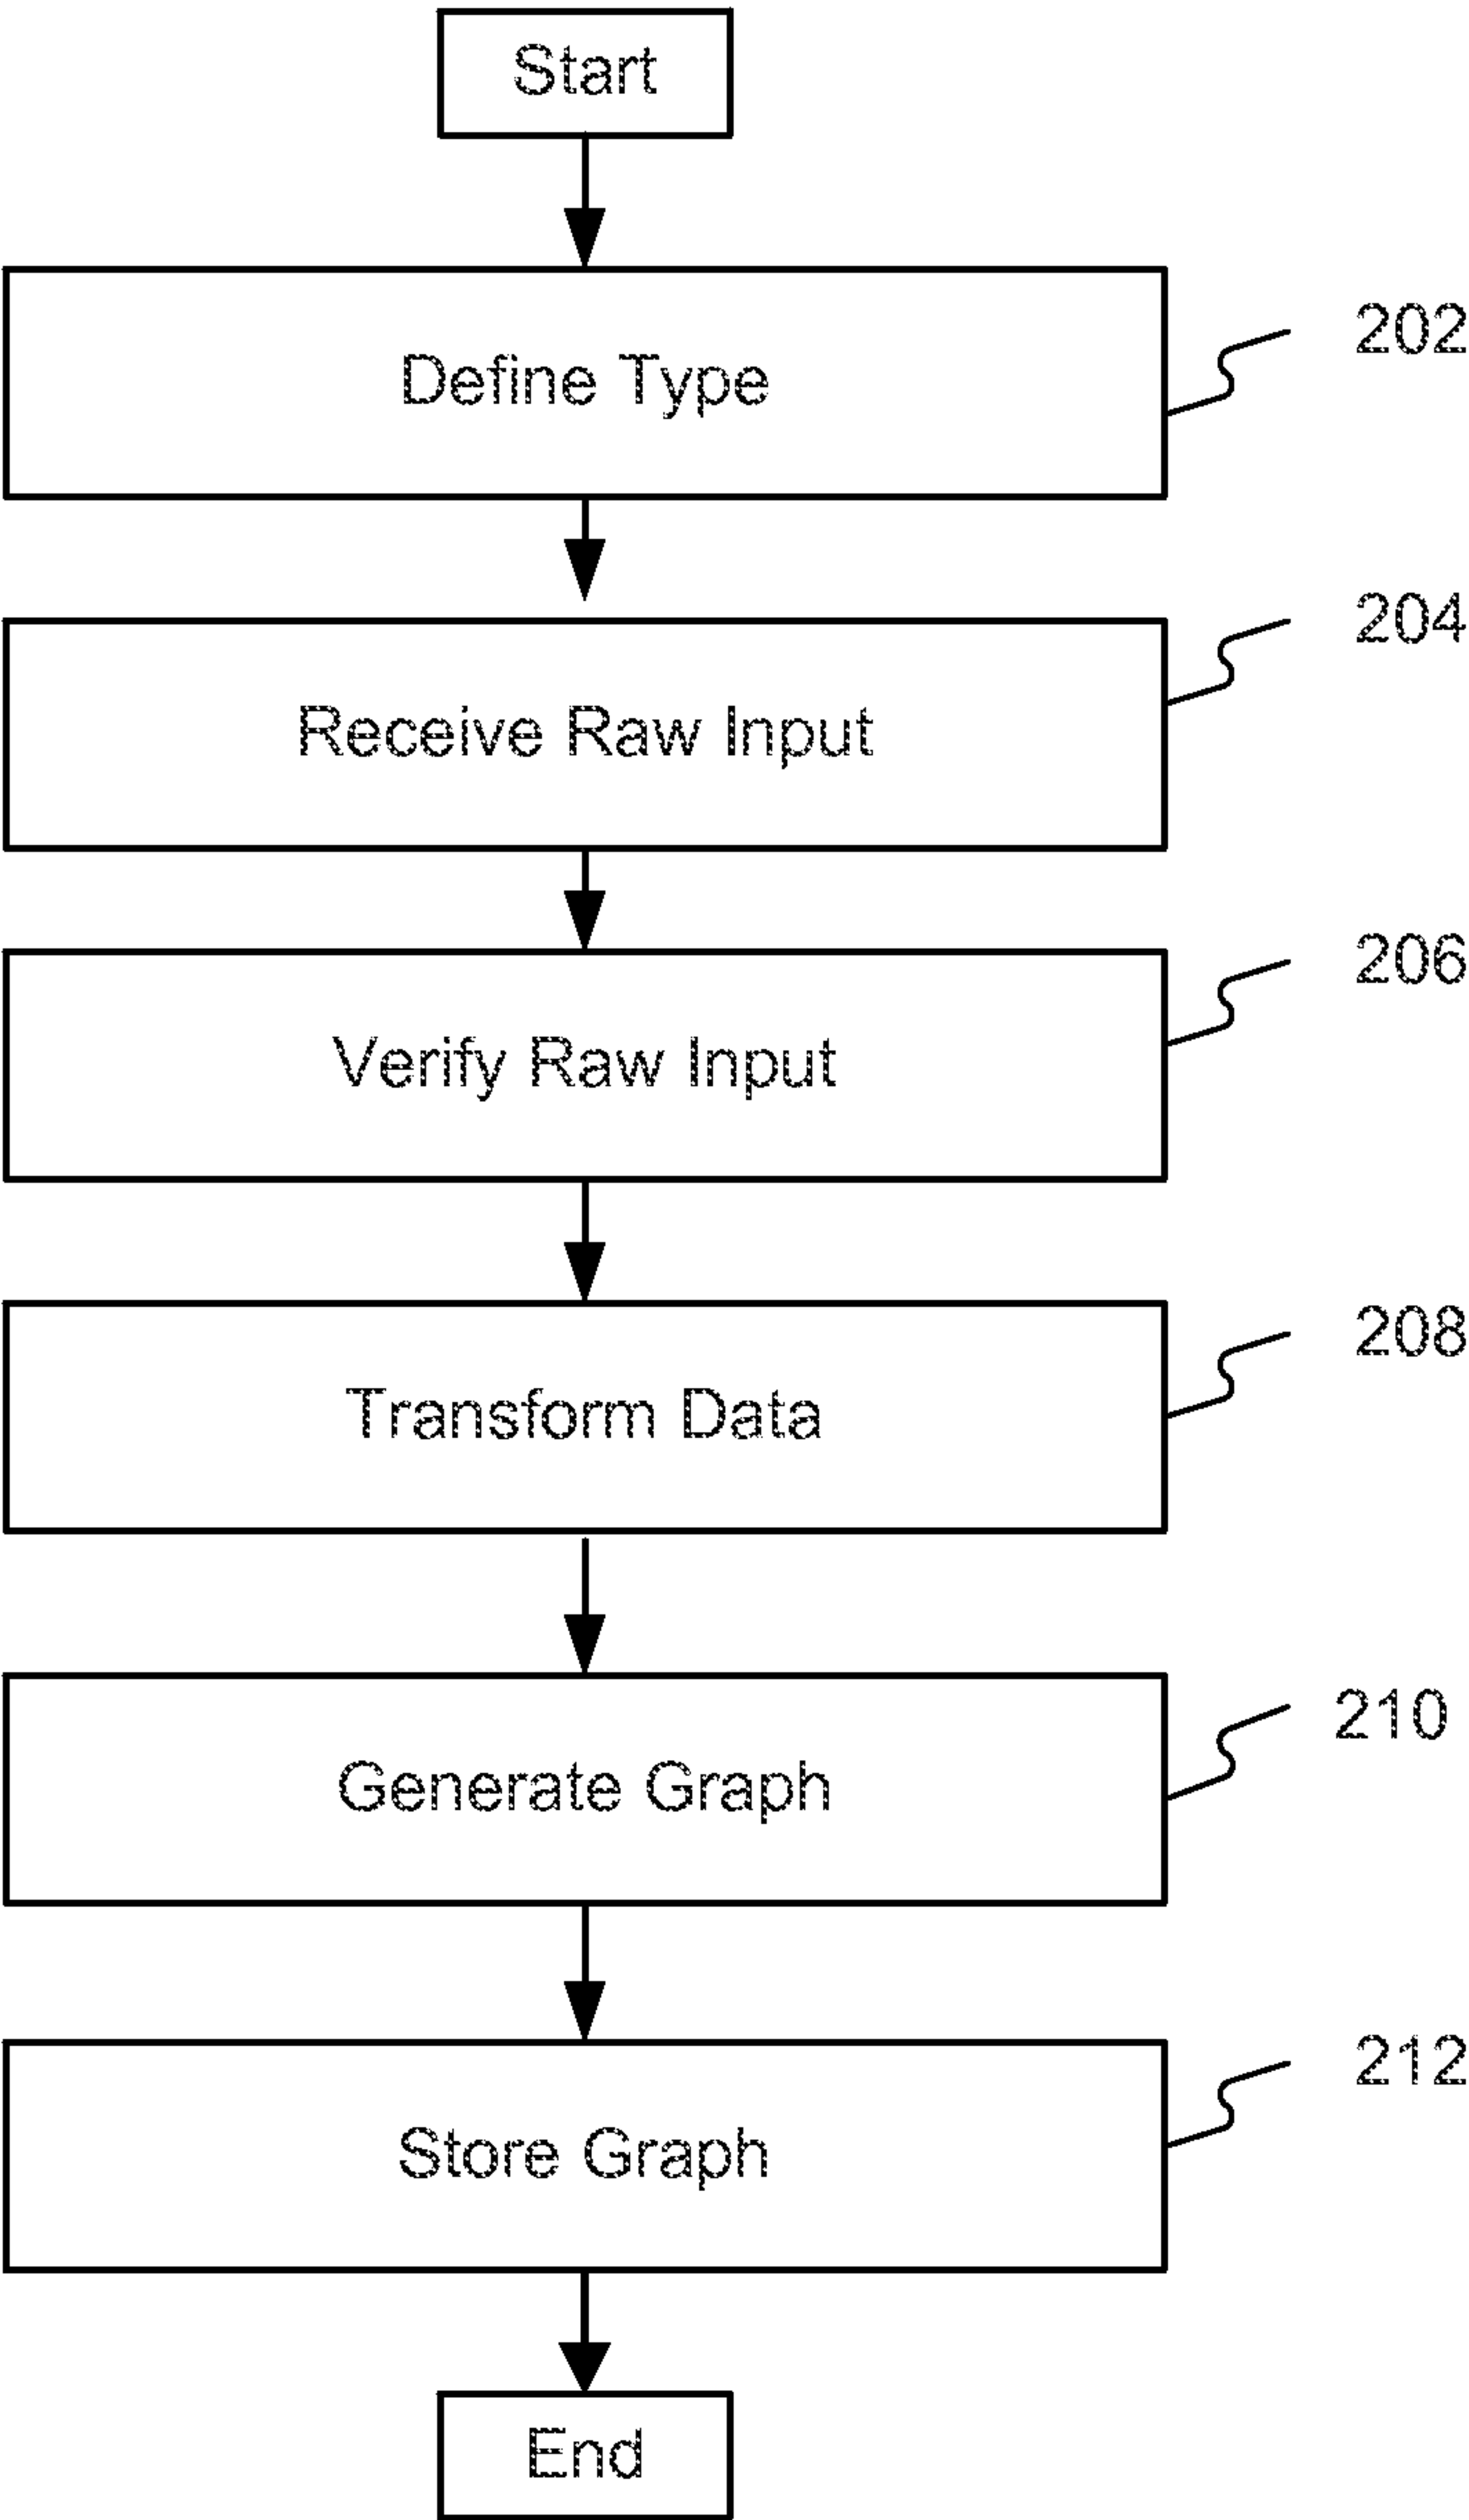 Start
Define Type
202
Receive Raw Input
204
Verify Raw Input
206
Transform Data
208
Generate Graph
210
Store Graph
212
End